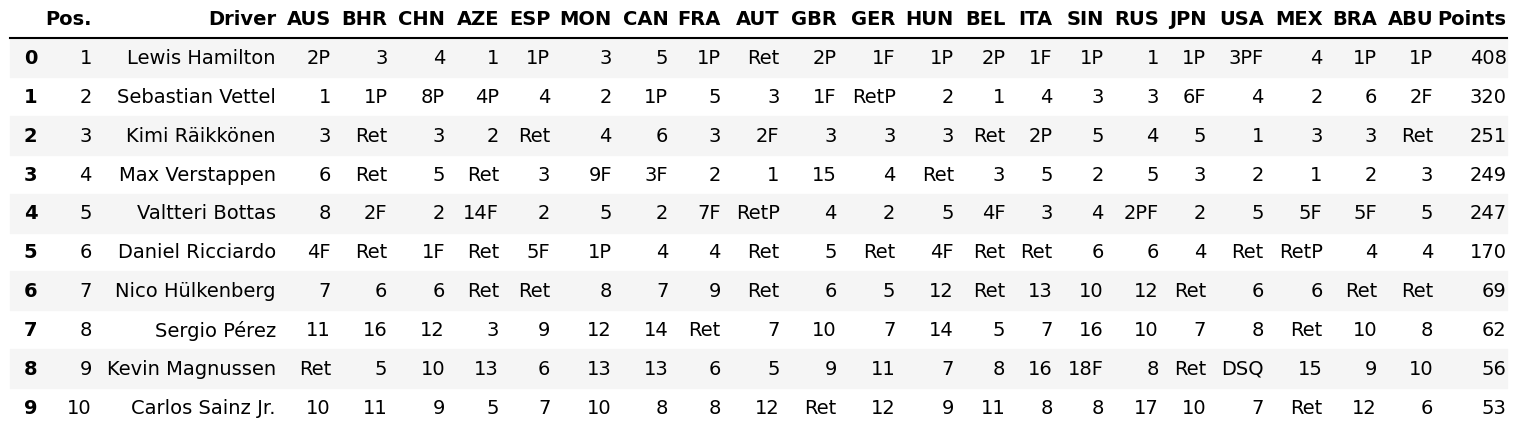 Pos. Driver AUS BHR CHN AZE ESP MON CAN FRA AUT GBR GER HUN BEL ITA SIN RUS JPN USA MEX BRA ABU Points
0 1 Lewis Hamilton 2P 3 4 1 1P 3 5 1P Ret 2P 1F 1P 2P 1F 1P 1 1P 3PF 4 1P 1P 408
1 2 Sebastian Vettel 1 1P 8P 4P 4 2 1P 5 3 1F RetP 2 1 4 3 3 6F 4 2 6 2F 320
2 3 Kimi Räikkönen 3 Ret 3 2 Ret 4 6 3 2F 3 3 3 Ret 2P 5 4 5 1 3 3 Ret 251
3 4 Max Verstappen 6 Ret 5 Ret 3 9F 3F 2 1 15 4 Ret 3 5 2 5 3 2 1 2 3 249
4 5 Valtteri Bottas 8 2F 2 14F 2 5 2 7F RetP 4 2 5 4F 3 4 2PF 2 5 5F 5F 5 247
5 6 Daniel Ricciardo 4F Ret 1F Ret 5F 1P 4 4 Ret 5 Ret 4F Ret Ret 6 6 4 Ret RetP 4 4 170
6 7 Nico Hülkenberg 7 6 6 Ret Ret 8 7 9 Ret 6 5 12 Ret 13 10 12 Ret 6 6 Ret Ret 69
7 8 Sergio Pérez 11 16 12 3 9 12 14 Ret 7 10 7 14 5 7 16 10 7 8 Ret 10 8 62
8 9 Kevin Magnussen Ret 5 10 13 6 13 13 6 5 9 11 7 8 16 18F 8 Ret DSQ 15 9 10 56
9 10 Carlos Sainz Jr. 10 11 9 5 7 10 8 8 12 Ret 12 9 11 8 8 17 10 7 Ret 12 6 53